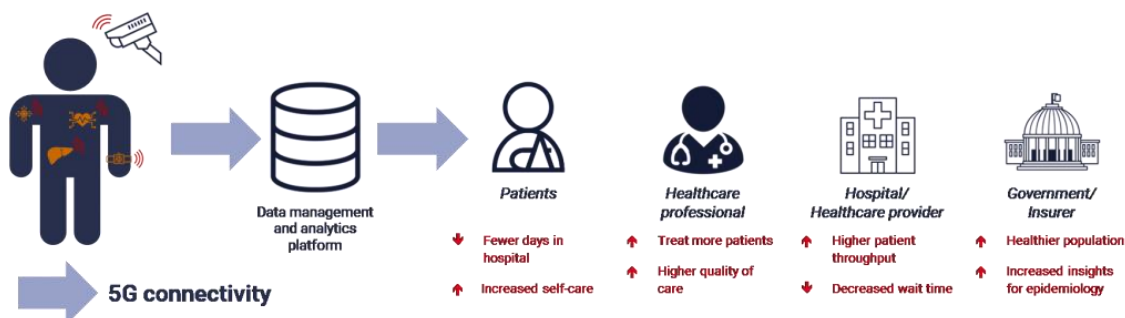 Data management
and analytics
platform
5G connectivity
Patients
Fewer days in
hospital
Increased self-care
Healthcare
professional
Treat more patients
Higher quality of
care
Hospital/
Healthcare provider
Higher patient
throughput
Decreased wait time
Government/
Insurer
Healthier population
Increased insights
for epidemiology